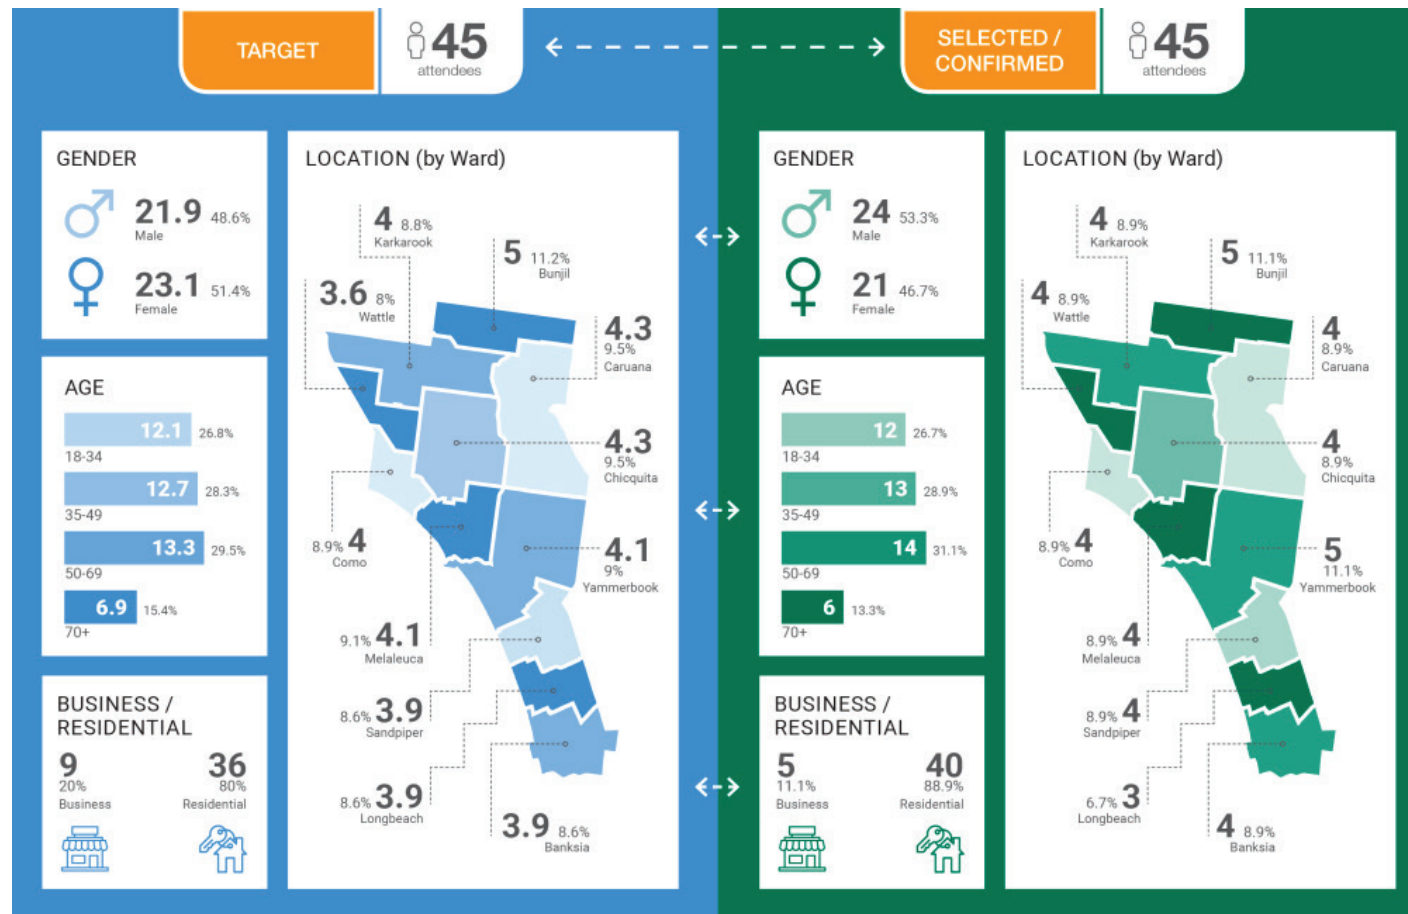 TARGET
45
attendees
SELECTED /
CONFIRMED
45
attendees
GENDER
21.9 48.6%
Male
23.1 51.4%
Female
AGE
12.1 26.8%
18-34
12.7 28.3%
35-49
13.3 29.5%
50-69
6.9 15.4%
70+
BUSINESS /
RESIDENTIAL
9
20%
Business
36
80%
Residential
LOCATION (by Ward)
4 8.8%
Karkarook
5 11.2%
Bunjil
3.6 8%
Wattle
4.3
9.5%
Caruana
4.3
9.5%
Chicquita
8.9% 4
Como
4.1
9%
Yammerbook
9.1% 4.1
Melaleuca
8.6% 3.9
Sandpiper
8.6% 3.9
Longbeach
3.9 8.6%
Banksia
GENDER
24 53.3%
Male
21 46.7%
Female
AGE
12 26.7%
18-34
13 28.9%
35-49
14 31.1%
50-69
6 13.3%
70+
BUSINESS /
RESIDENTIAL
5
11.1%
Business
40
88.9%
Residential
LOCATION (by Ward)
4 8.9%
Karkarook
5 11.1%
Bunjil
4 8.9%
Wattle
4
8.9%
Caruana
4
8.9%
Chicquita
8.9% 4
Como
5
11.1%
Yammerbook
8.9% 4
Melaleuca
8.9% 4
Sandpiper
6.7% 3
Longbeach
4 8.9%
Banksia